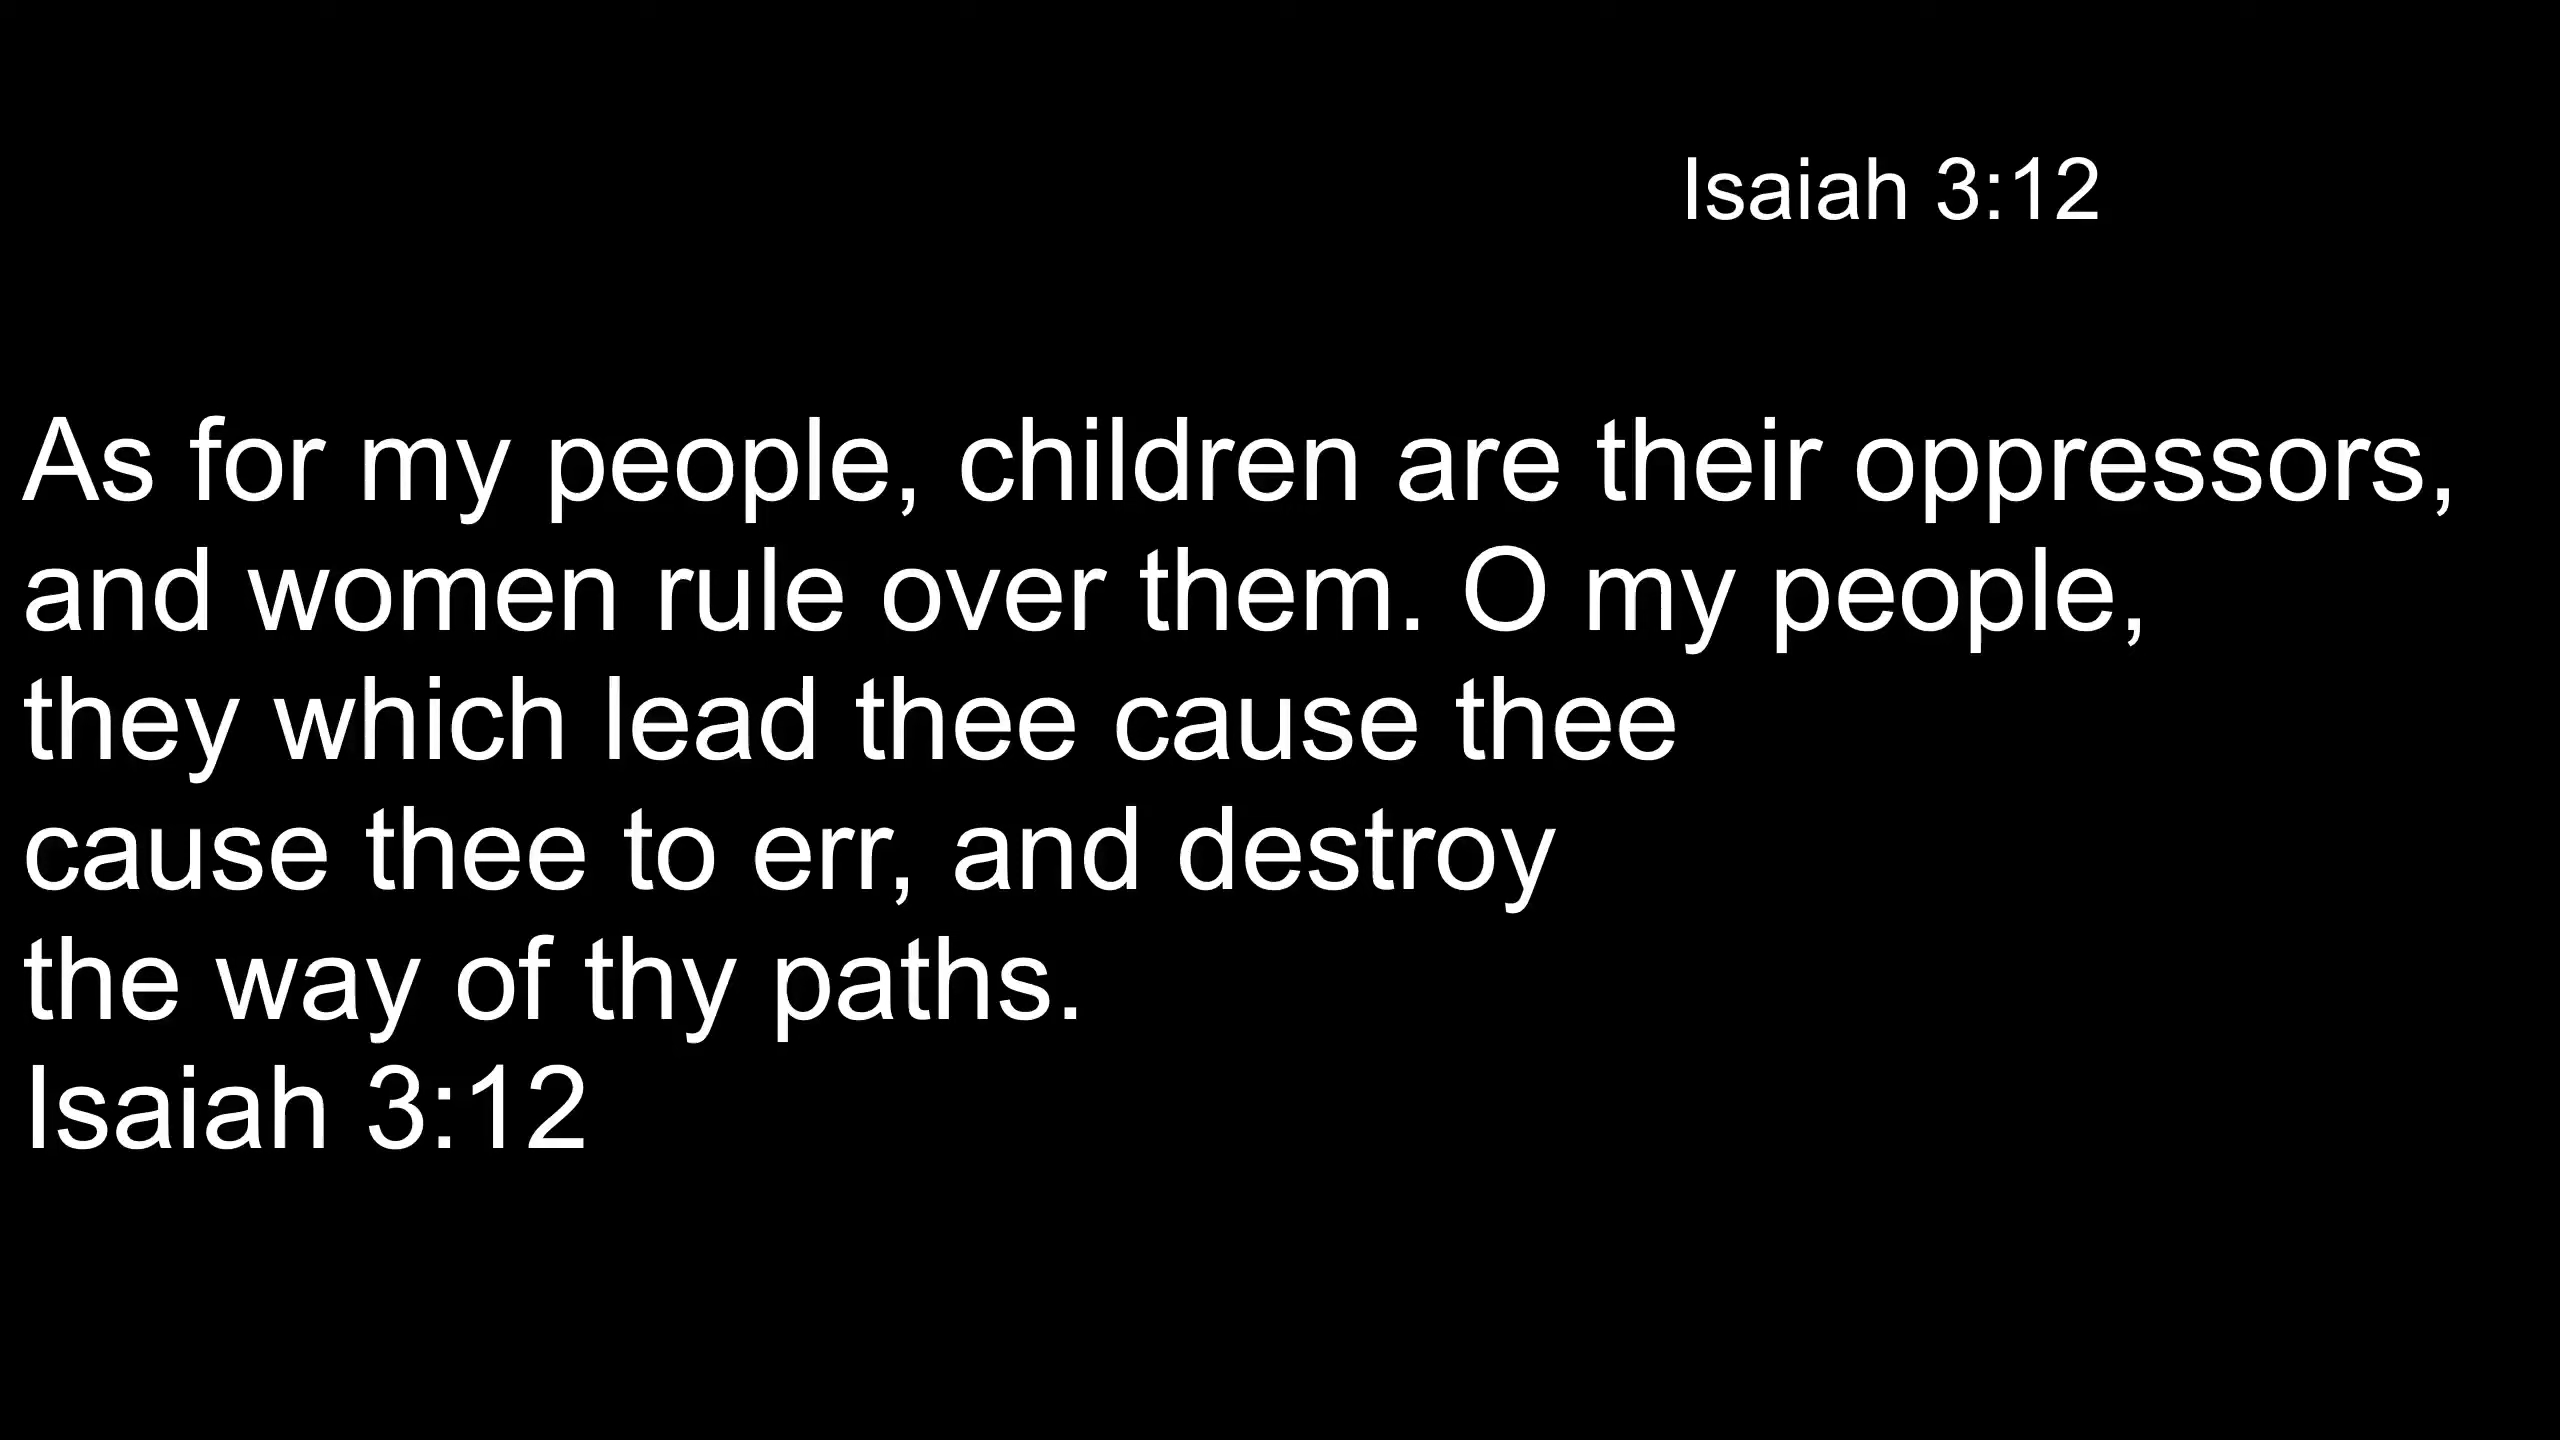 Isaiah 3:12
As for my people, children are their oppressors,
and women rule over them. O my people,
they which lead thee cause thee
cause thee to err, and destroy
the way of thy paths.
Isaiah 3:12